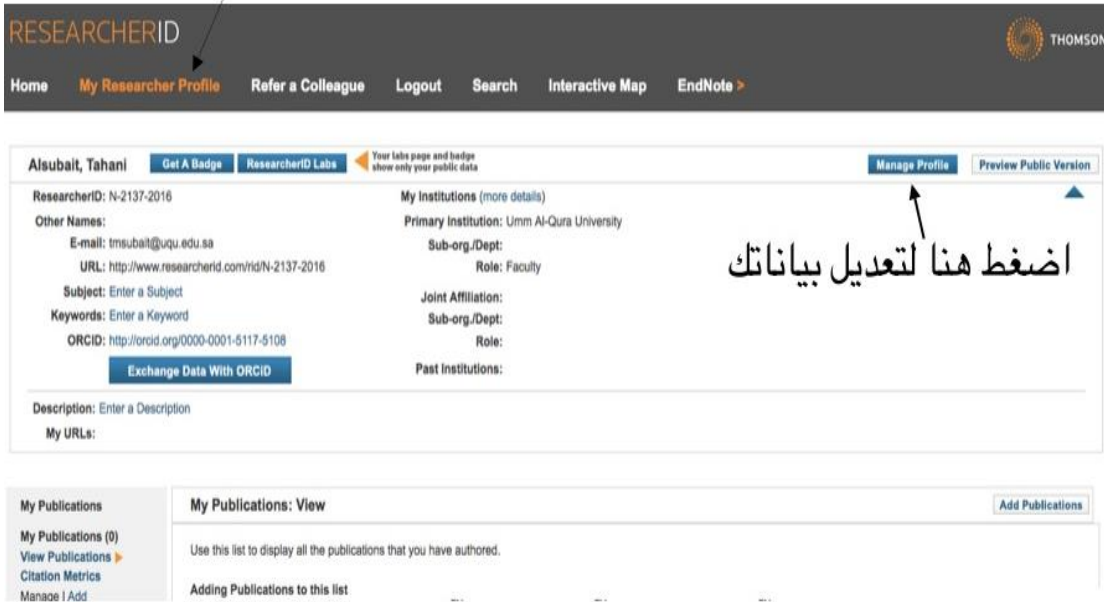 RESEARCHERID
THOMSON
Home My Researcher Profile Refer a Colleague Logout Search Interactive Map EndNote >
Alsubait, Tahani Get A Badge ResearcherID Labs Your labs page and badge
show only your public data
Manage Profile Preview Public Version
ResearcherID: N-2137-2016
Other Names:
E-mail: tmsubait@uqu.edu.sa
URL: http://www.researcherid.com/rid/N-2137-2016
Subject: Enter a Subject
Keywords: Enter a Keyword
ORCID: http://orcid.org/0000-0001-5117-5108
Exchange Data With ORCID
My Institutions (more details)
Primary Institution: Umm Al-Qura University
Sub-org./Dept:
Role: Faculty
Joint Affiliation:
Sub-org./Dept:
Role:
Past Institutions:
اضغط هنا لتعديل بياناتك
Description: Enter a Description
My URLs:
My Publications
My Publications (0)
View Publications
Citation Metrics
Manage | Add
My Publications: View
Add Publications
Use this list to display all the publications that you have authored.
Adding Publications to this list